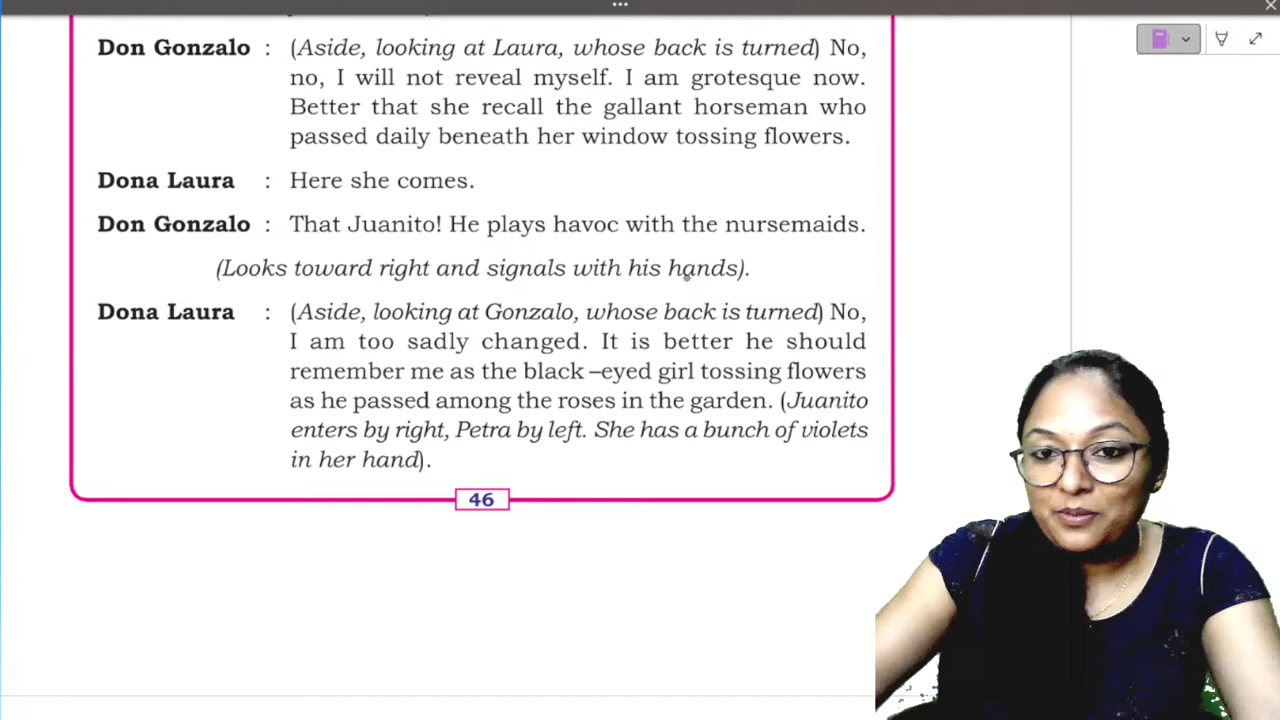 Don Gonzalo : (Aside, looking at Laura, whose back is turned) No,
no, I will not reveal myself. I am grotesque now.
Better that she recall the gallant horseman who
passed daily beneath her window tossing flowers.
Dona Laura : Here she comes.
Don Gonzalo : That Juanito! He plays havoc with the nursemaids.
(Looks toward right and signals with his hands).
Dona Laura : (Aside, looking at Gonzalo, whose back is turned) No,
I am too sadly changed. It is better he should
remember me as the black –eyed girl tossing flowers
as he passed among the roses in the garden. (Juanito
enters by right, Petra by left. She has a bunch of violets
in her hand).
46